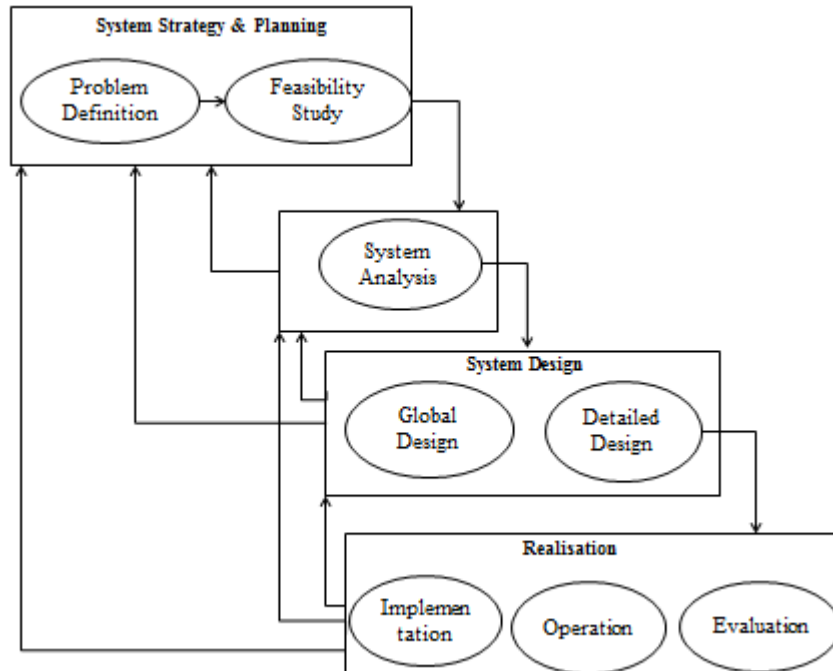 System Strategy & Planning
Problem
Definition
Feasibility
Study
System
Analysis
System Design
Global
Design
Detailed
Design
Realisation
Implemen
tation
Operation
Evaluation